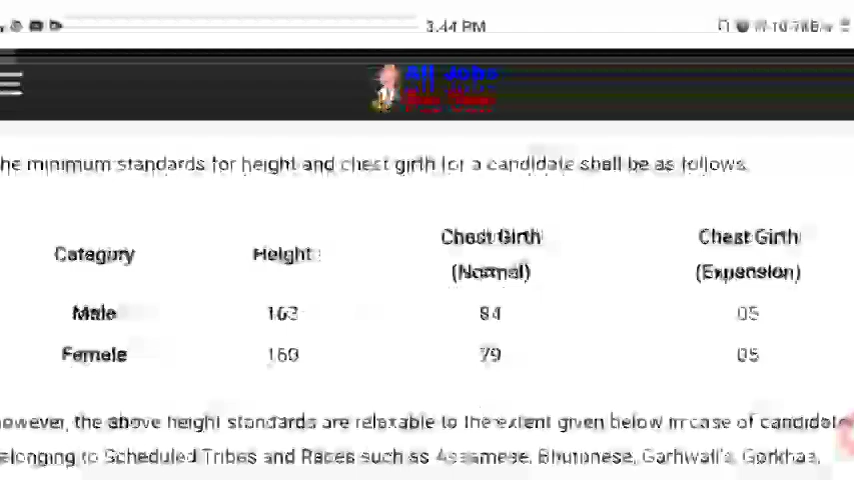 3:44 PM
All Jobs
he minimum standards for height and chest girth for a candidate shall be as follows.
Category Height Chest Girth (Normal) Chest Girth (Expansion)
Male 163 84 05
Female 160 79 05
owever, the above height standards are relaxable to the extent given below in case of candidate
elonging to Scheduled Tribes and Races such as Assamese, Bhutanese, Garhwali's, Gorkhas,